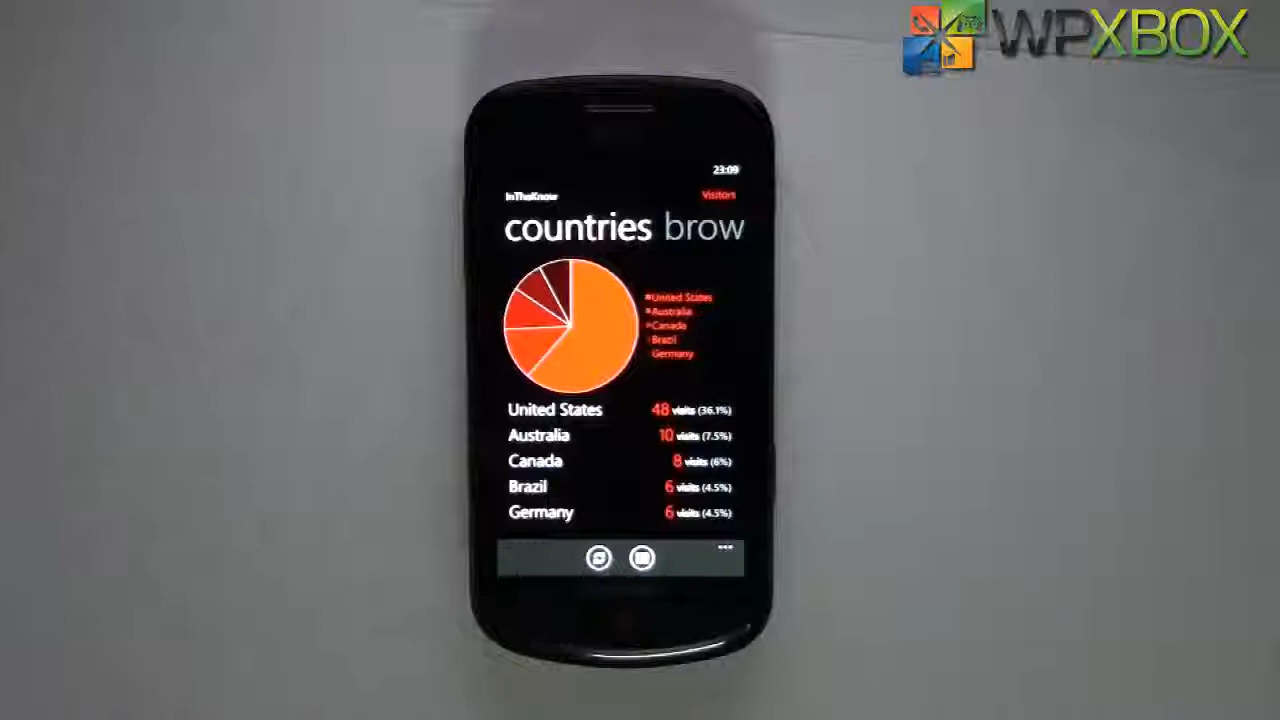 WPXBOX
23:09
InTheKnow
Visitors
countries brow
United States
Australia
Canada
Brazil
Germany
United States 48 visits (36.1%)
Australia 10 visits (7.5%)
Canada 8 visits (6%)
Brazil 6 visits (4.5%)
Germany 6 visits (4.5%)